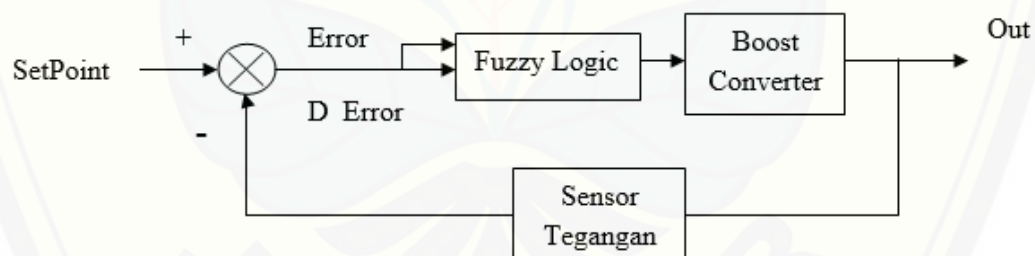 +
Error
Boost
Converter
Out
SetPoint
Fuzzy Logic
D Error
-
Sensor
Tegangan